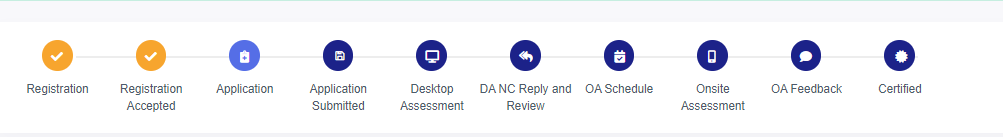 Registration
Registration
Accepted
Application
Application
Submitted
Desktop
Assessment
DA NC Reply and
Review
OA Schedule
Onsite
Assessment
OA Feedback
Certified